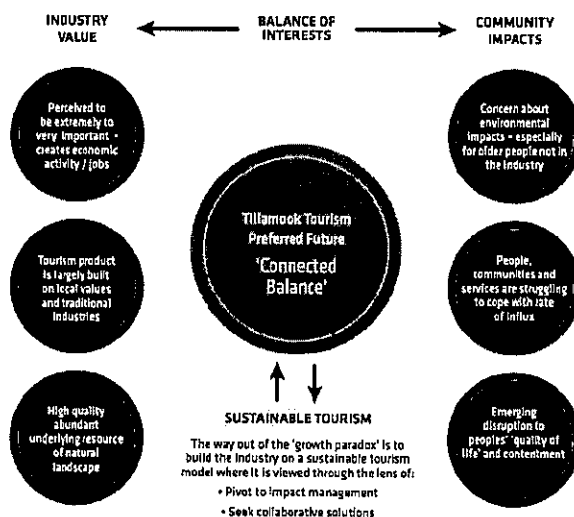 INDUSTRY
VALUE
BALANCE OF
INTERESTS
COMMUNITY
IMPACTS
Perceived to
be extremely to
very important -
creates economic
activity / jobs
Tourism product
is largely built
on local values
and traditional
industries
High quality
abundant
underlying resource
of natural
landscape
Tillamook Tourism
Preferred Future
'Connected
Balance'
Concern about
environmental
impacts - especially
for older people not in
the industry
People,
communities and
services are struggling
to cope with rate
of influx
Emerging
disruption to
peoples' 'quality of
life' and contentment
SUSTAINABLE TOURISM
The way out of the 'growth paradox' is to
build the industry on a sustainable tourism
model where it is viewed through the lens of:
• Pivot to impact management
• Seek collaborative solutions